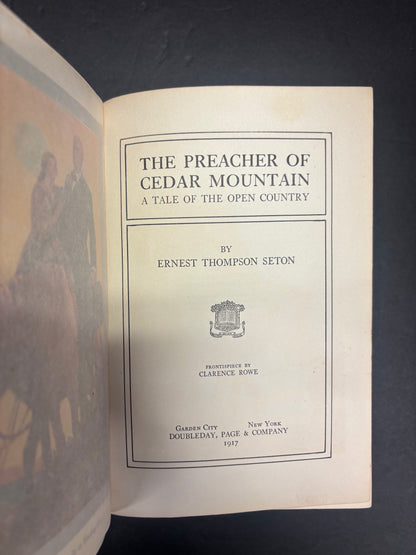 THE PREACHER OF
CEDAR MOUNTAIN
A TALE OF THE OPEN COUNTRY
BY
ERNEST THOMPSON SETON
FRONTISPIECE BY
CLARENCE ROWE
GARDEN CITY NEW YORK
DOUBLEDAY, PAGE & COMPANY
1917